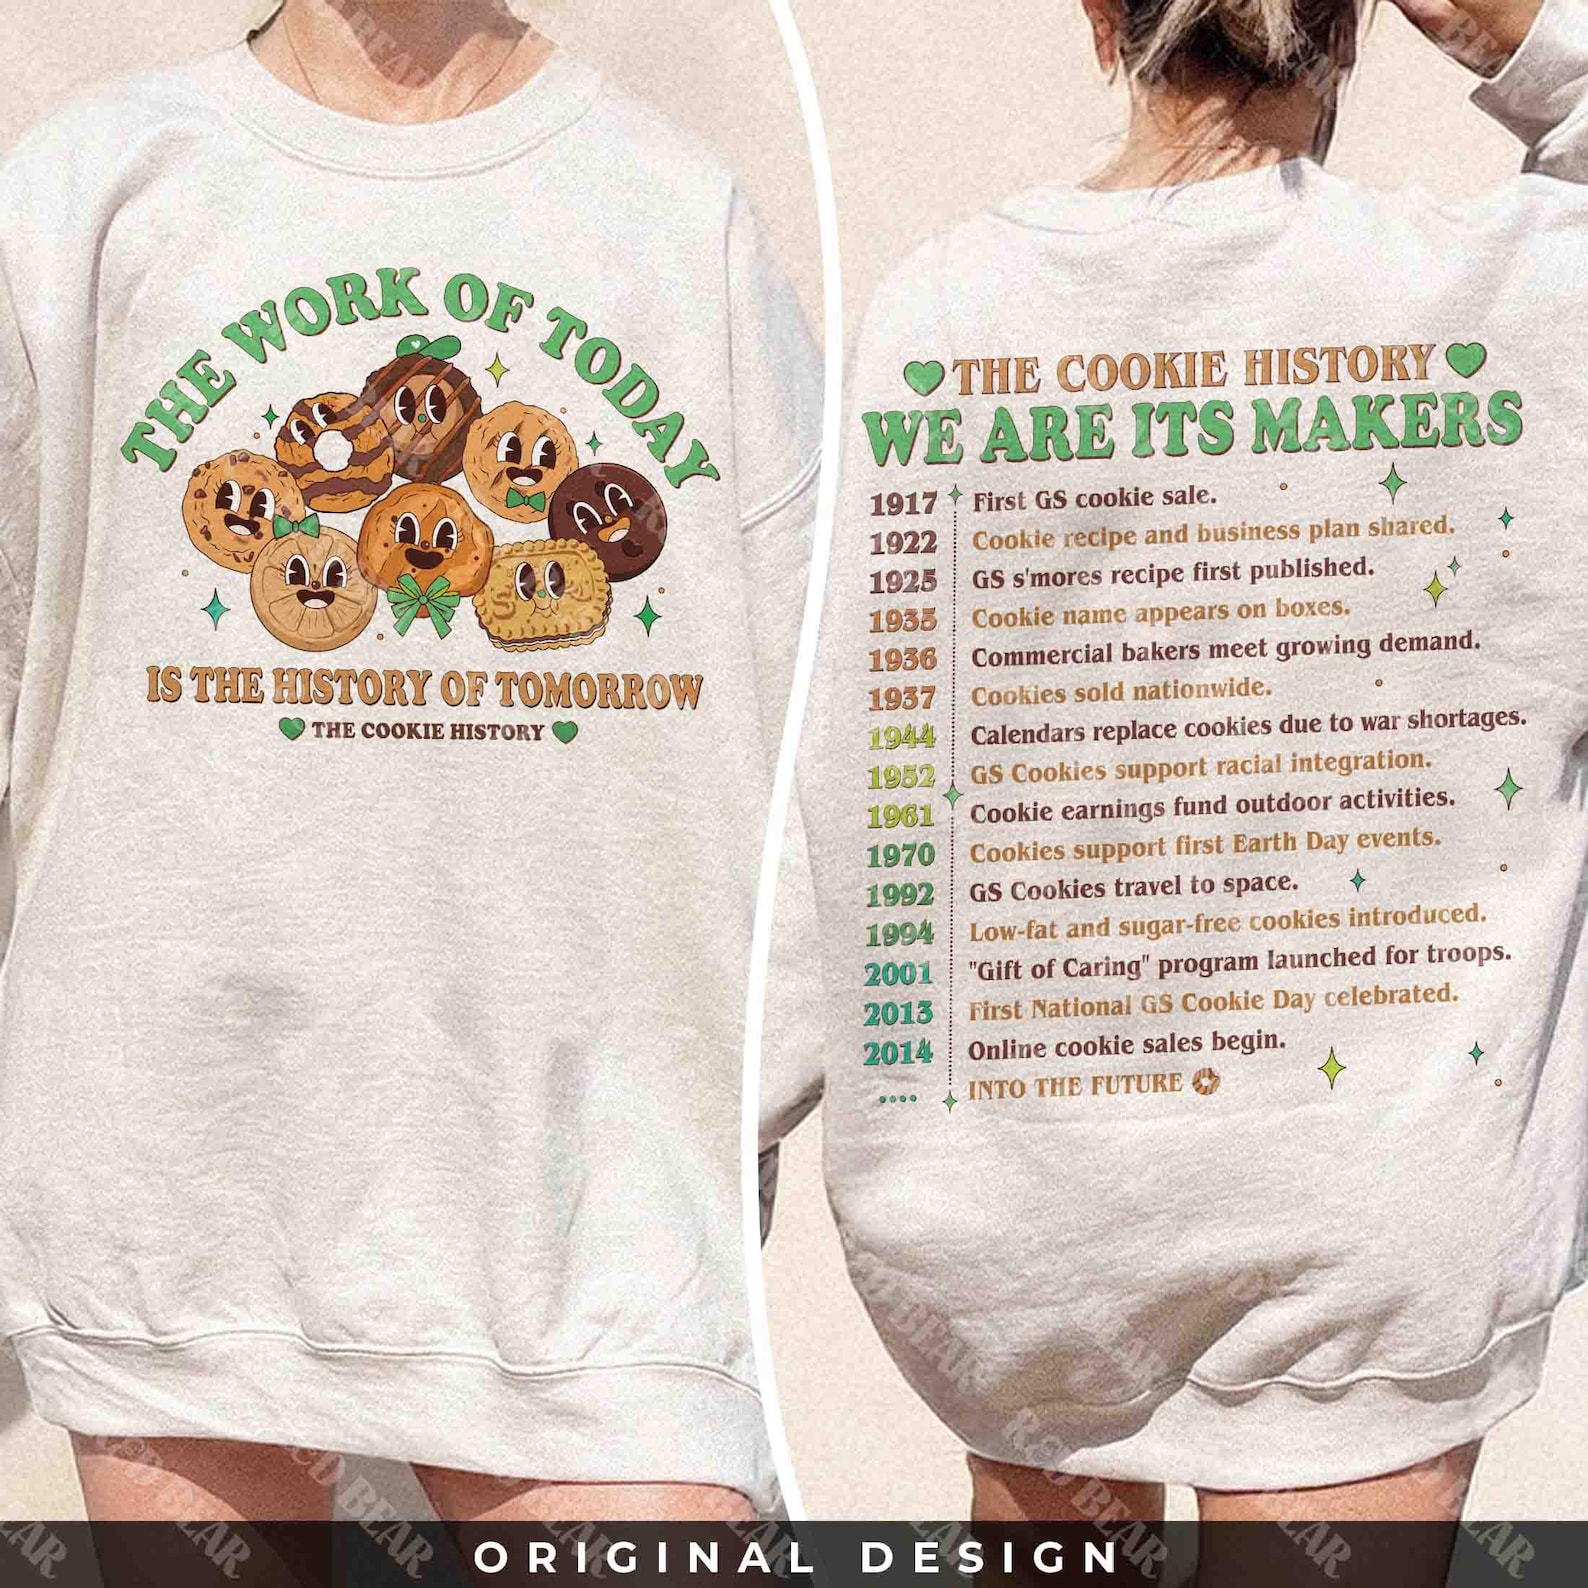 THE WORK OF TODAY
IS THE HISTORY OF TOMORROW
THE COOKIE HISTORY
THE COOKIE HISTORY
WE ARE ITS MAKERS
1917 First GS cookie sale.
1922 Cookie recipe and business plan shared.
1925 GS s'mores recipe first published.
1935 Cookie name appears on boxes.
1936 Commercial bakers meet growing demand.
1937 Cookies sold nationwide.
1944 Calendars replace cookies due to war shortages.
1952 GS Cookies support racial integration.
1961 Cookie earnings fund outdoor activities.
1970 Cookies support first Earth Day events.
1992 GS Cookies travel to space.
1994 Low-fat and sugar-free cookies introduced.
2001 "Gift of Caring" program launched for troops.
2013 First National GS Cookie Day celebrated.
2014 Online cookie sales begin.
.... INTO THE FUTURE
RED BEAR
ORIGINAL DESIGN